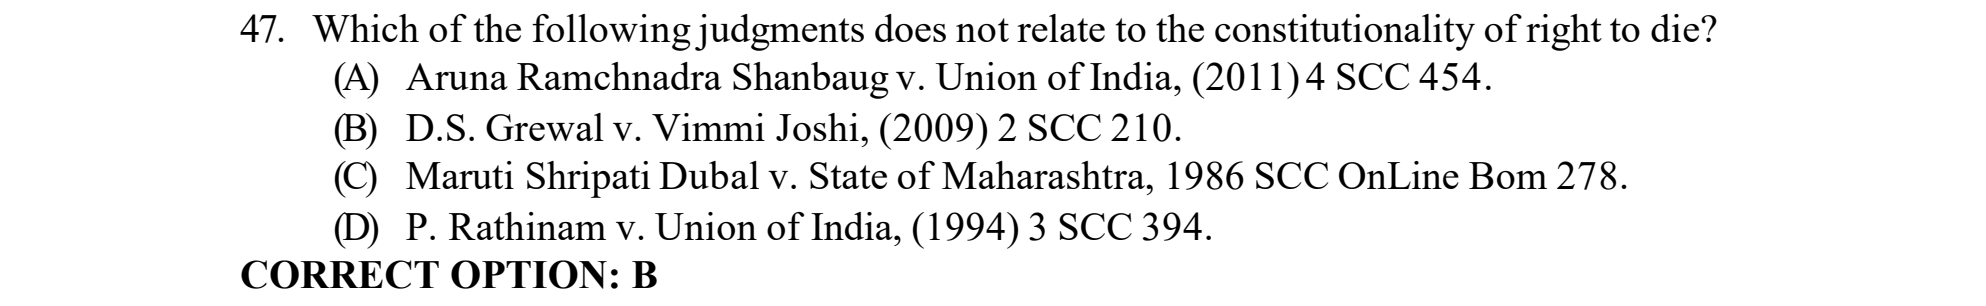 47. Which of the following judgments does not relate to the constitutionality of right to die?
(A) Aruna Ramchnadra Shanbaug v. Union of India, (2011) 4 SCC 454.
(B) D.S. Grewal v. Vimmi Joshi, (2009) 2 SCC 210.
(C) Maruti Shripati Dubal v. State of Maharashtra, 1986 SCC OnLine Bom 278.
(D) P. Rathinam v. Union of India, (1994) 3 SCC 394.
CORRECT OPTION: B